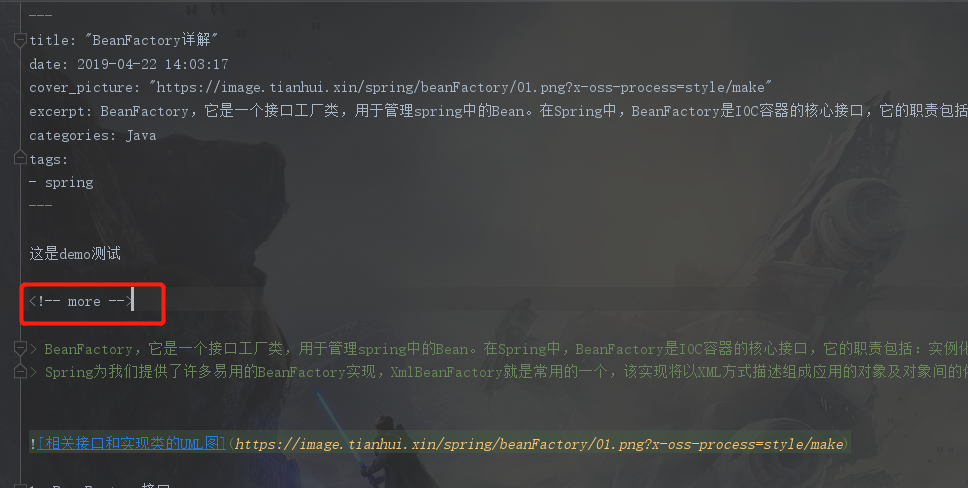 ---
title: "BeanFactory详解"
date: 2019-04-22 14:03:17
cover_picture: "https://image.tianhui.xin/spring/beanFactory/01.png?x-oss-process=style/make"
excerpt: BeanFactory，它是一个接口工厂类，用于管理spring中的Bean。在Spring中，BeanFactory是IOC容器的核心接口，它的职责包括
categories: Java
tags:
- spring
---
这是demo测试
<!-- more -->
> BeanFactory，它是一个接口工厂类，用于管理spring中的Bean。在Spring中，BeanFactory是IOC容器的核心接口，它的职责包括：实例化
> Spring为我们提供了许多易用的BeanFactory实现，XmlBeanFactory就是常用的一个，该实现将以XML方式描述组成应用的对象及对象间的
![相关接口和实现类的UML图](https://image.tianhui.xin/spring/beanFactory/01.png?x-oss-process=style/make)